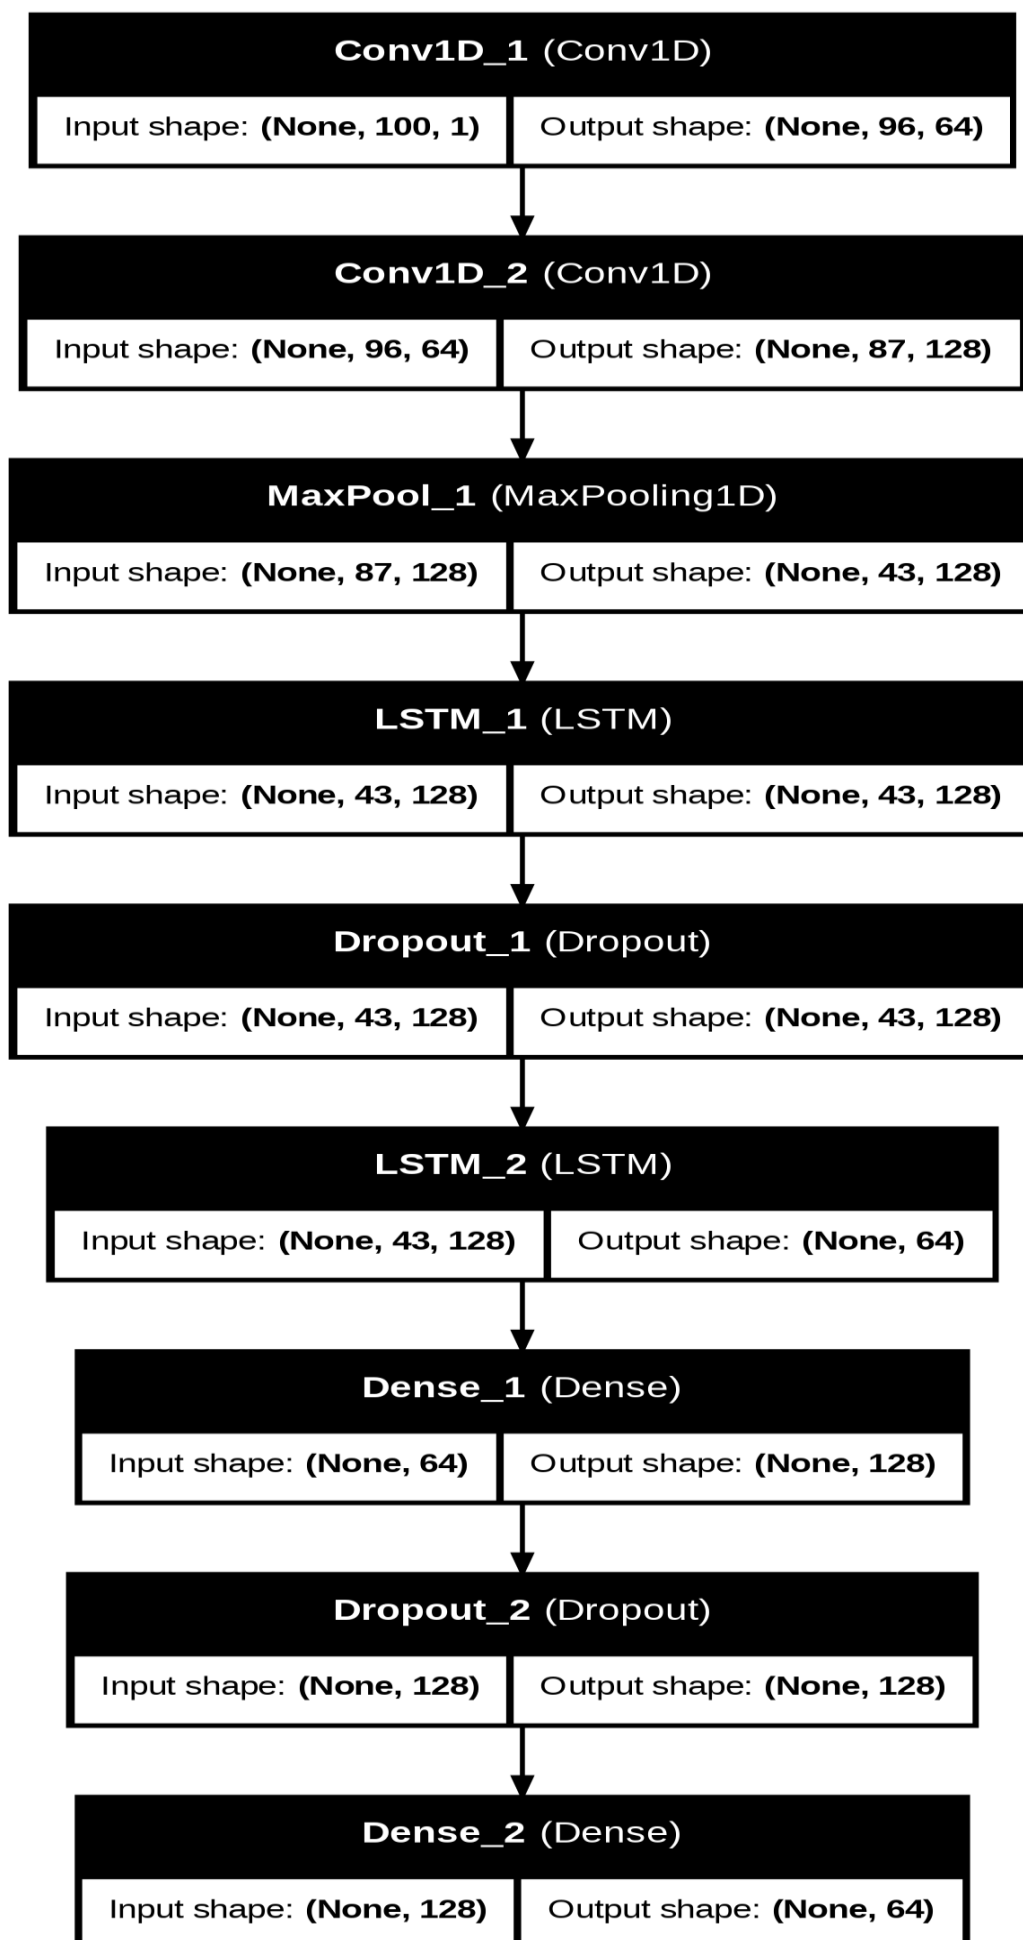 Conv1D_1 (Conv1D)
Input shape: (None, 100, 1) Output shape: (None, 96, 64)
Conv1D_2 (Conv1D)
Input shape: (None, 96, 64) Output shape: (None, 87, 128)
MaxPool_1 (MaxPooling1D)
Input shape: (None, 87, 128) Output shape: (None, 43, 128)
LSTM_1 (LSTM)
Input shape: (None, 43, 128) Output shape: (None, 43, 128)
Dropout_1 (Dropout)
Input shape: (None, 43, 128) Output shape: (None, 43, 128)
LSTM_2 (LSTM)
Input shape: (None, 43, 128) Output shape: (None, 64)
Dense_1 (Dense)
Input shape: (None, 64) Output shape: (None, 128)
Dropout_2 (Dropout)
Input shape: (None, 128) Output shape: (None, 128)
Dense_2 (Dense)
Input shape: (None, 128) Output shape: (None, 64)